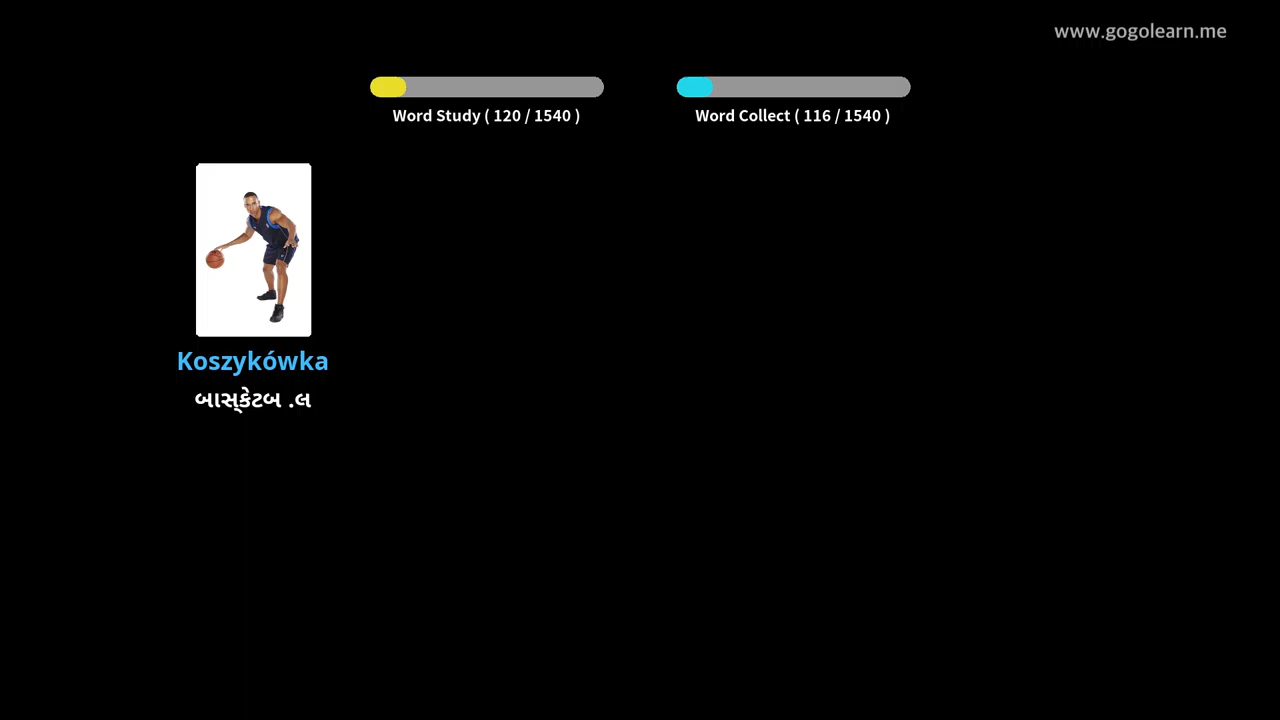 www.gogolearn.me
Word Study ( 120 / 1540 )
Word Collect ( 116 / 1540 )
Koszykówka
બાસ્કેટબ .લ